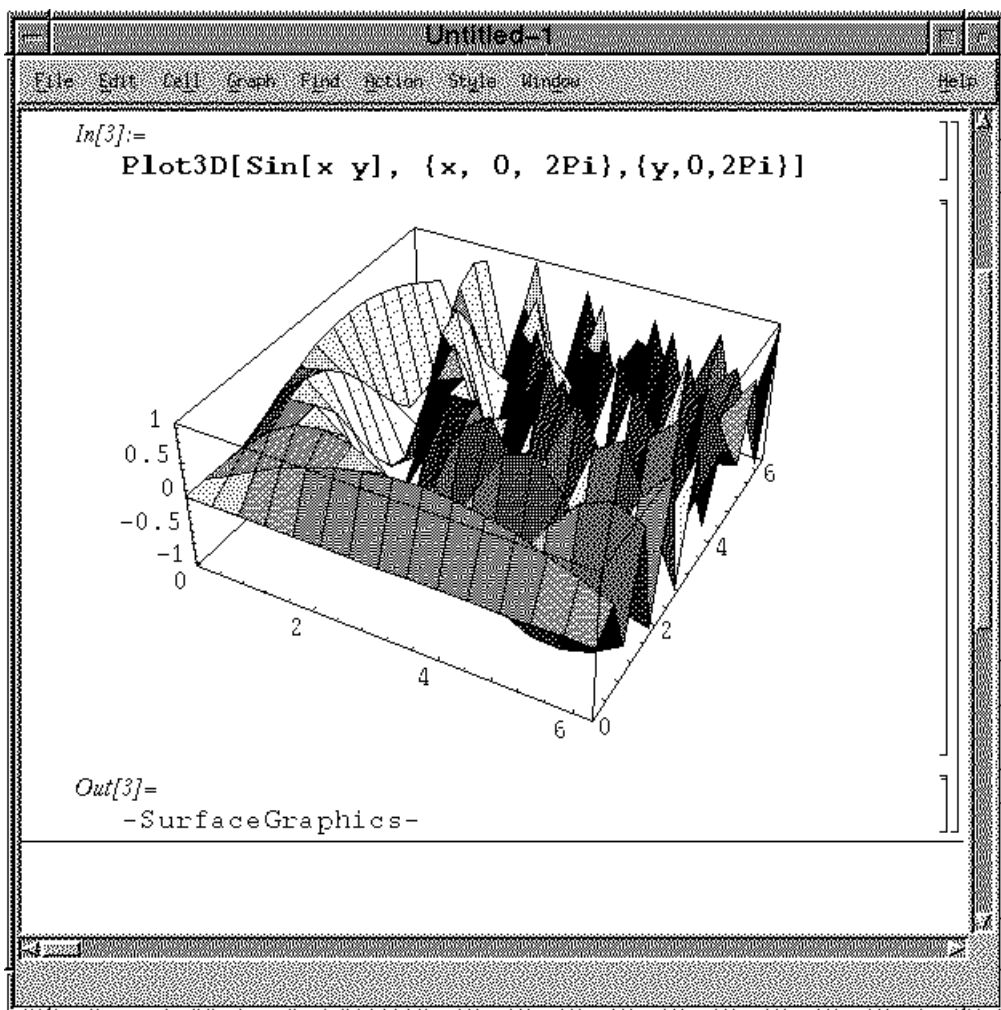 Untitled-1
File Edit Cell Graph Find Action Style Window Help
In[3]:=
Plot3D[Sin[x y], {x, 0, 2Pi},{y,0,2Pi}]
1
0.5
0
-0.5
-1
0
2
4
6
0
2
4
6
Out[3]=
-SurfaceGraphics-